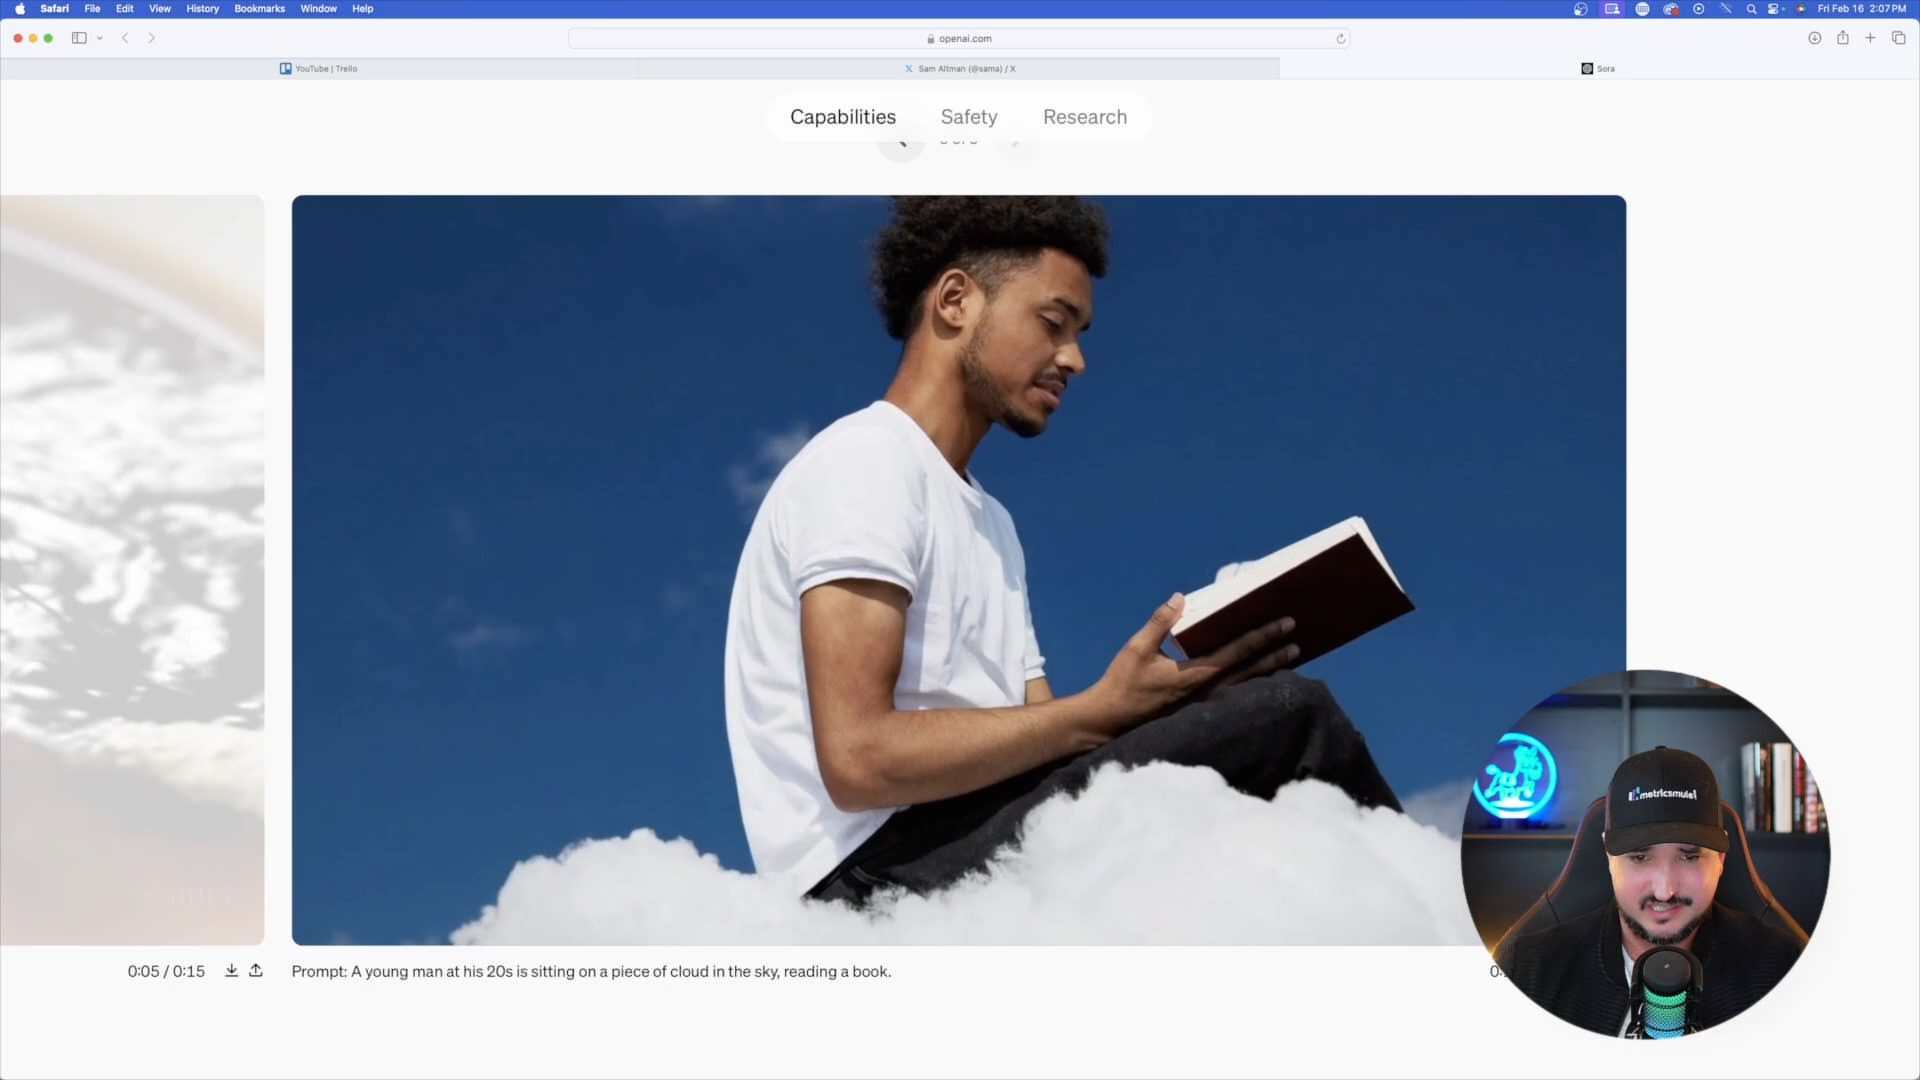 Safari File Edit View History Bookmarks Window Help
Fri Feb 16 2:07 PM
openai.com
YouTube | Trello
Sam Altman (@sama) / X
Sora
Capabilities Safety Research
0:05 / 0:15
Prompt: A young man at his 20s is sitting on a piece of cloud in the sky, reading a book.
metricsmule